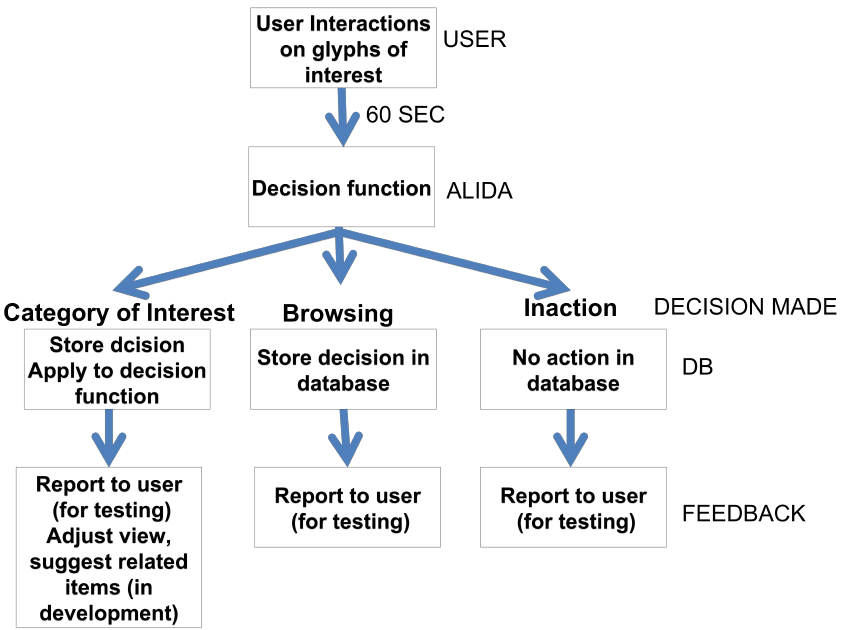 User Interactions
on glyphs of
interest
USER
60 SEC
Decision function
ALIDA
Category of Interest
Browsing
Inaction
DECISION MADE
Store dcision
Apply to decision
function
Store decision in
database
No action in
database
DB
Report to user
(for testing)
Adjust view,
suggest related
items (in
development)
Report to user
(for testing)
Report to user
(for testing)
FEEDBACK